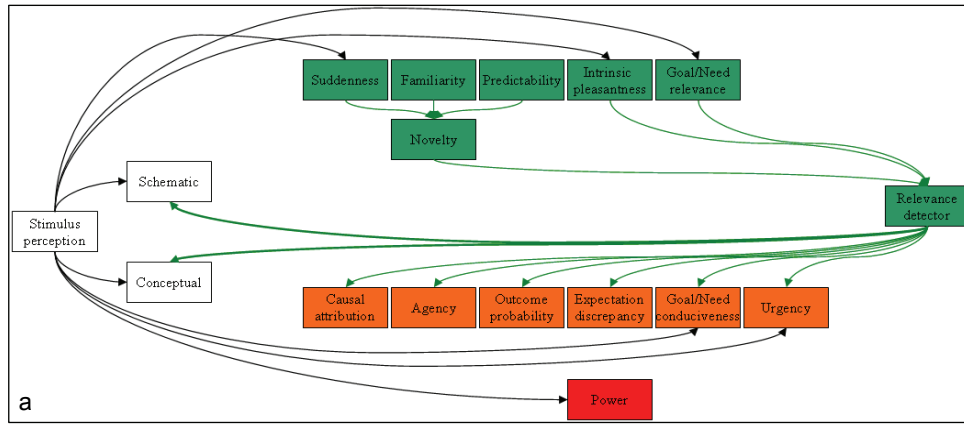 Suddenness
Familiarity
Predictability
Intrinsic
pleasantness
Goal/Need
relevance
Novelty
Schematic
Relevance
detector
Stimulus
perception
Conceptual
Causal
attribution
Agency
Outcome
probability
Expectation
discrepancy
Goal/Need
conduciveness
Urgency
Power
a